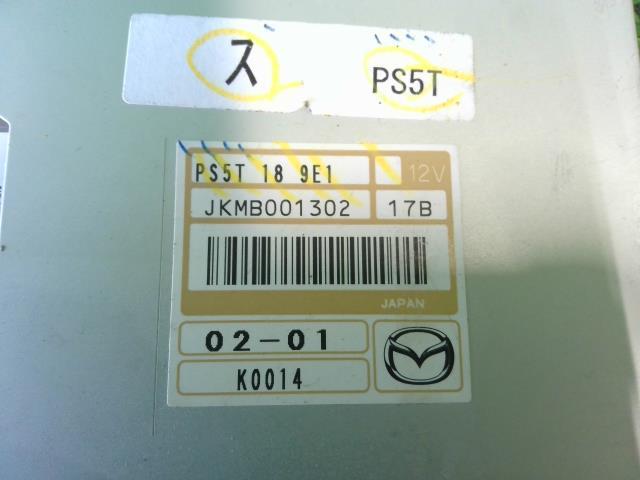 ス PS5T
PS5T 18 9E1 12V
JKMB001302 17B
JAPAN
02-01
K0014